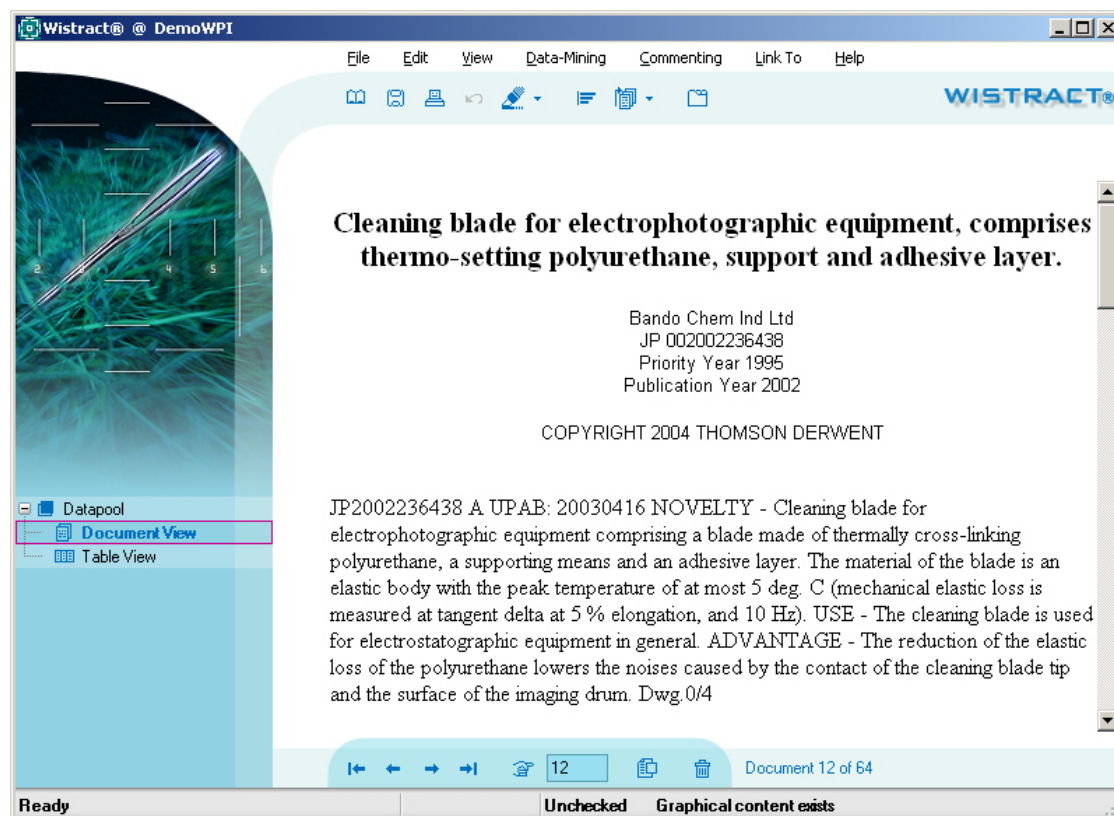 Wistract® @ DemoWPI
File Edit View Data-Mining Commenting Link To Help
WISTRACT®
2 3 4 5 6
Cleaning blade for electrophotographic equipment, comprises
thermo-setting polyurethane, support and adhesive layer.
Bando Chem Ind Ltd
JP 002002236438
Priority Year 1995
Publication Year 2002
COPYRIGHT 2004 THOMSON DERWENT
Datapool
Document View
Table View
JP2002236438 A UPAB: 20030416 NOVELTY - Cleaning blade for
electrophotographic equipment comprising a blade made of thermally cross-linking
polyurethane, a supporting means and an adhesive layer. The material of the blade is an
elastic body with the peak temperature of at most 5 deg. C (mechanical elastic loss is
measured at tangent delta at 5 % elongation, and 10 Hz). USE - The cleaning blade is used
for electrostatographic equipment in general. ADVANTAGE - The reduction of the elastic
loss of the polyurethane lowers the noises caused by the contact of the cleaning blade tip
and the surface of the imaging drum. Dwg.0/4
12
Document 12 of 64
Ready Unchecked Graphical content exists